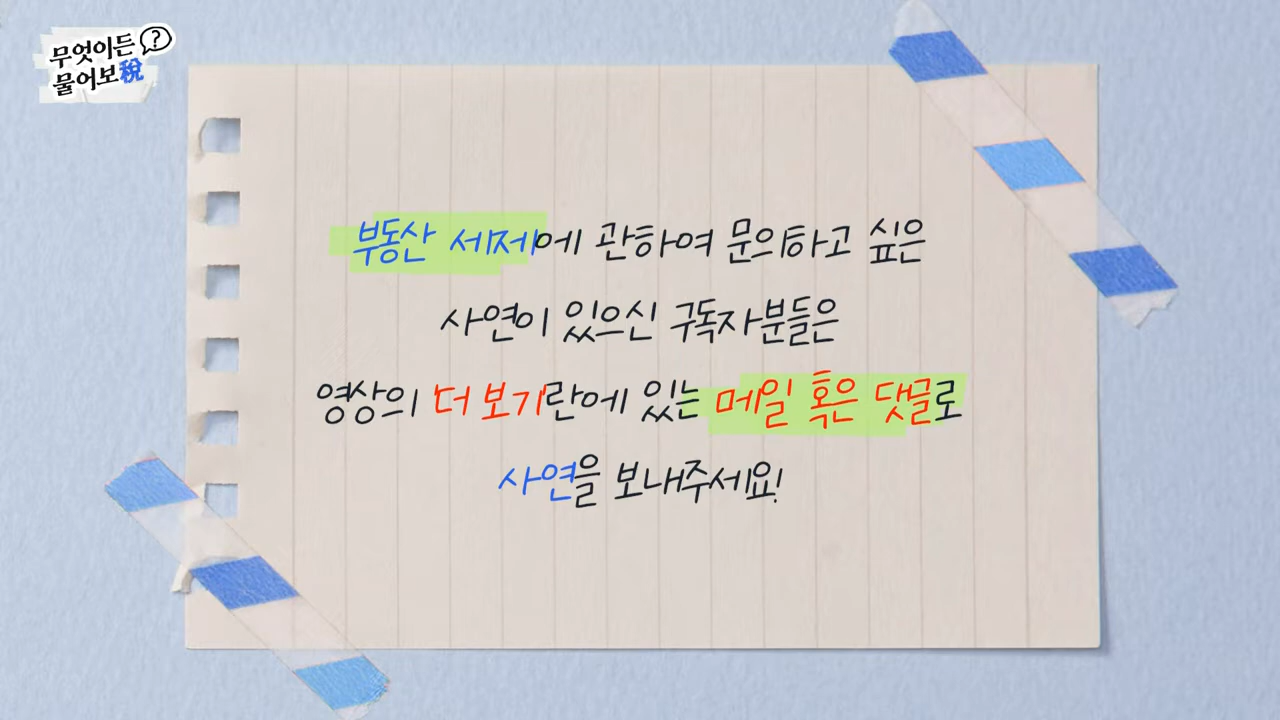 무엇이든?
물어보稅
부동산 세제에 관하여 문의하고 싶은
사연이 있으신 구독자분들은
영상의 '더 보기'란에 있는 메일 혹은 댓글로
사연을 보내주세요!